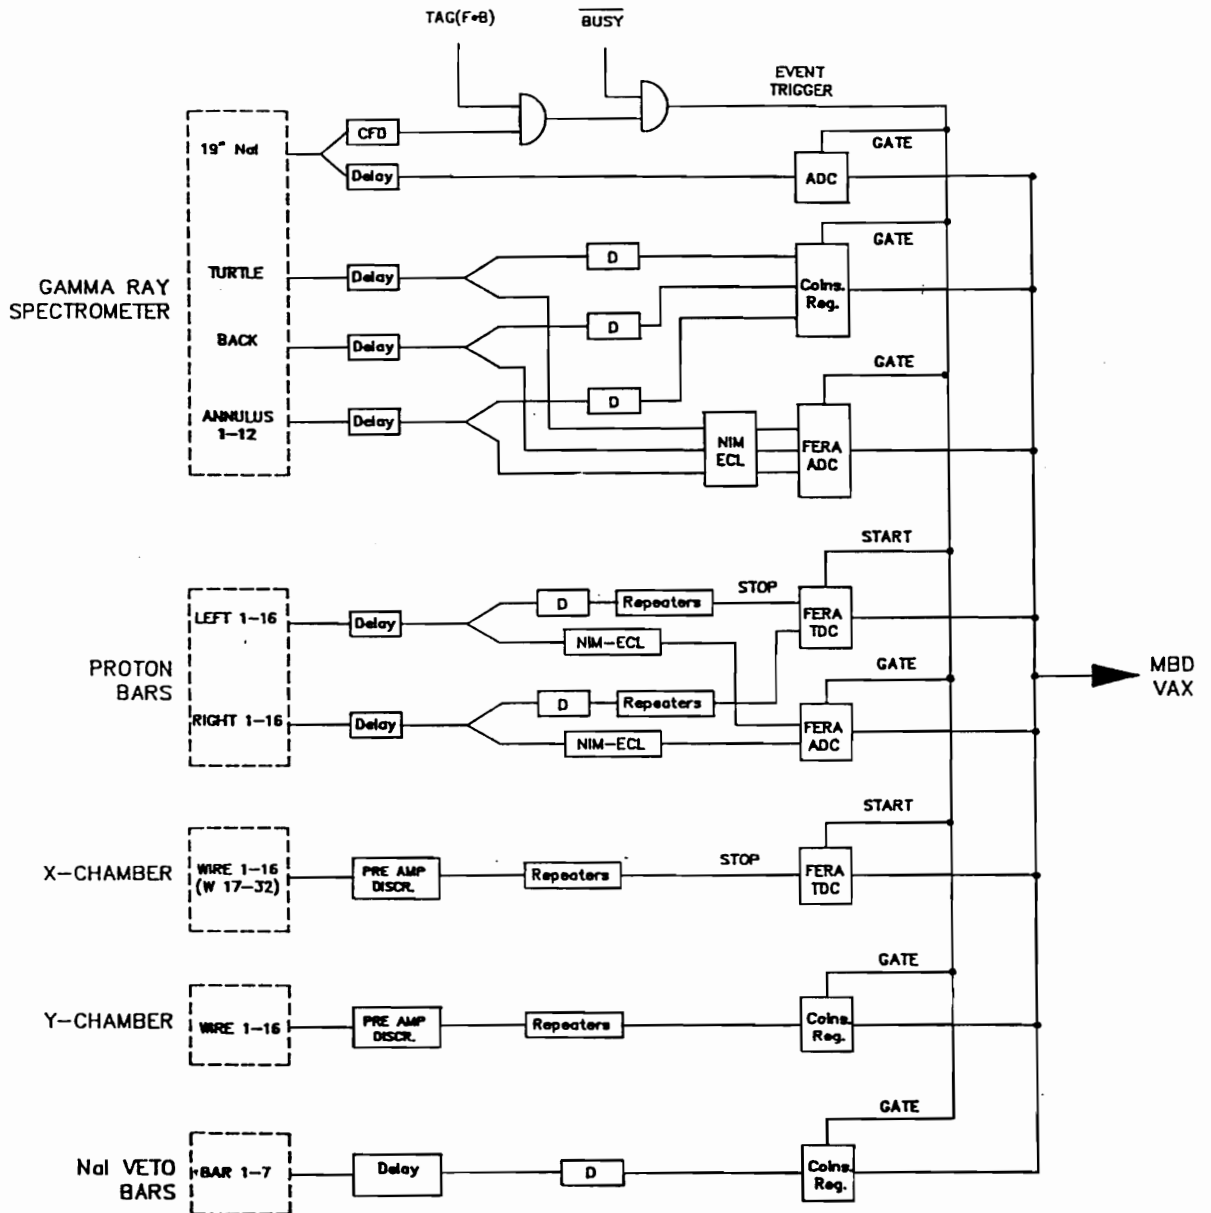 TAG(F•B)
BUSY
EVENT
TRIGGER
19" NaI
CFD
Delay
ADC
GATE
GAMMA RAY
SPECTROMETER
TURTLE
Delay
D
Coins.
Reg.
GATE
BACK
Delay
D
ANNULUS
1-12
Delay
D
NIM
ECL
FERA
ADC
GATE
PROTON
BARS
LEFT 1-16
Delay
D
Repeaters
STOP
START
FERA
TDC
NIM-ECL
RIGHT 1-16
Delay
D
Repeaters
NIM-ECL
GATE
FERA
ADC
MBD
VAX
X-CHAMBER
WIRE 1-16
(W 17-32)
PRE AMP
DISCR.
Repeaters
STOP
START
FERA
TDC
Y-CHAMBER
WIRE 1-16
PRE AMP
DISCR.
Repeaters
GATE
Coins.
Reg.
NaI VETO
BARS
BAR 1-7
Delay
D
GATE
Coins.
Reg.